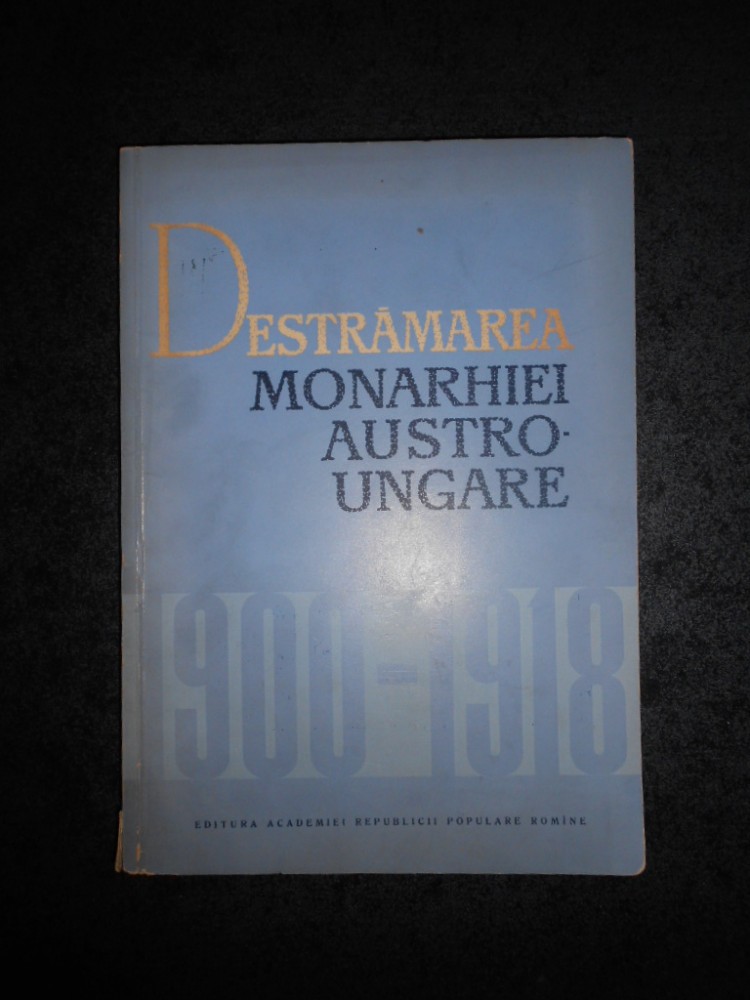 DESTRĂMAREA
MONARHIEI
AUSTRO-
UNGARE
1900-1918
EDITURA ACADEMIEI REPUBLICII POPULARE ROMÎNE